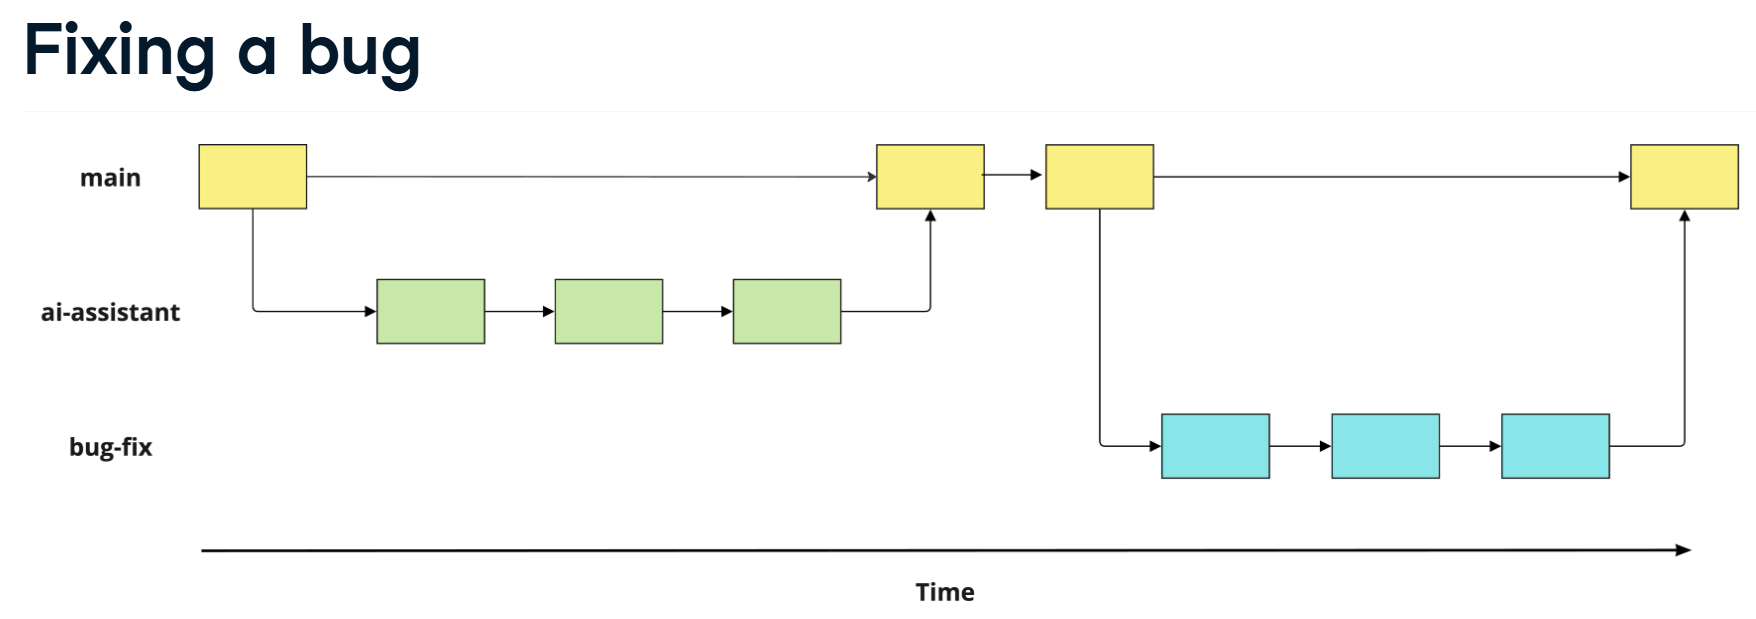 Fixing a bug
main
ai-assistant
bug-fix
Time